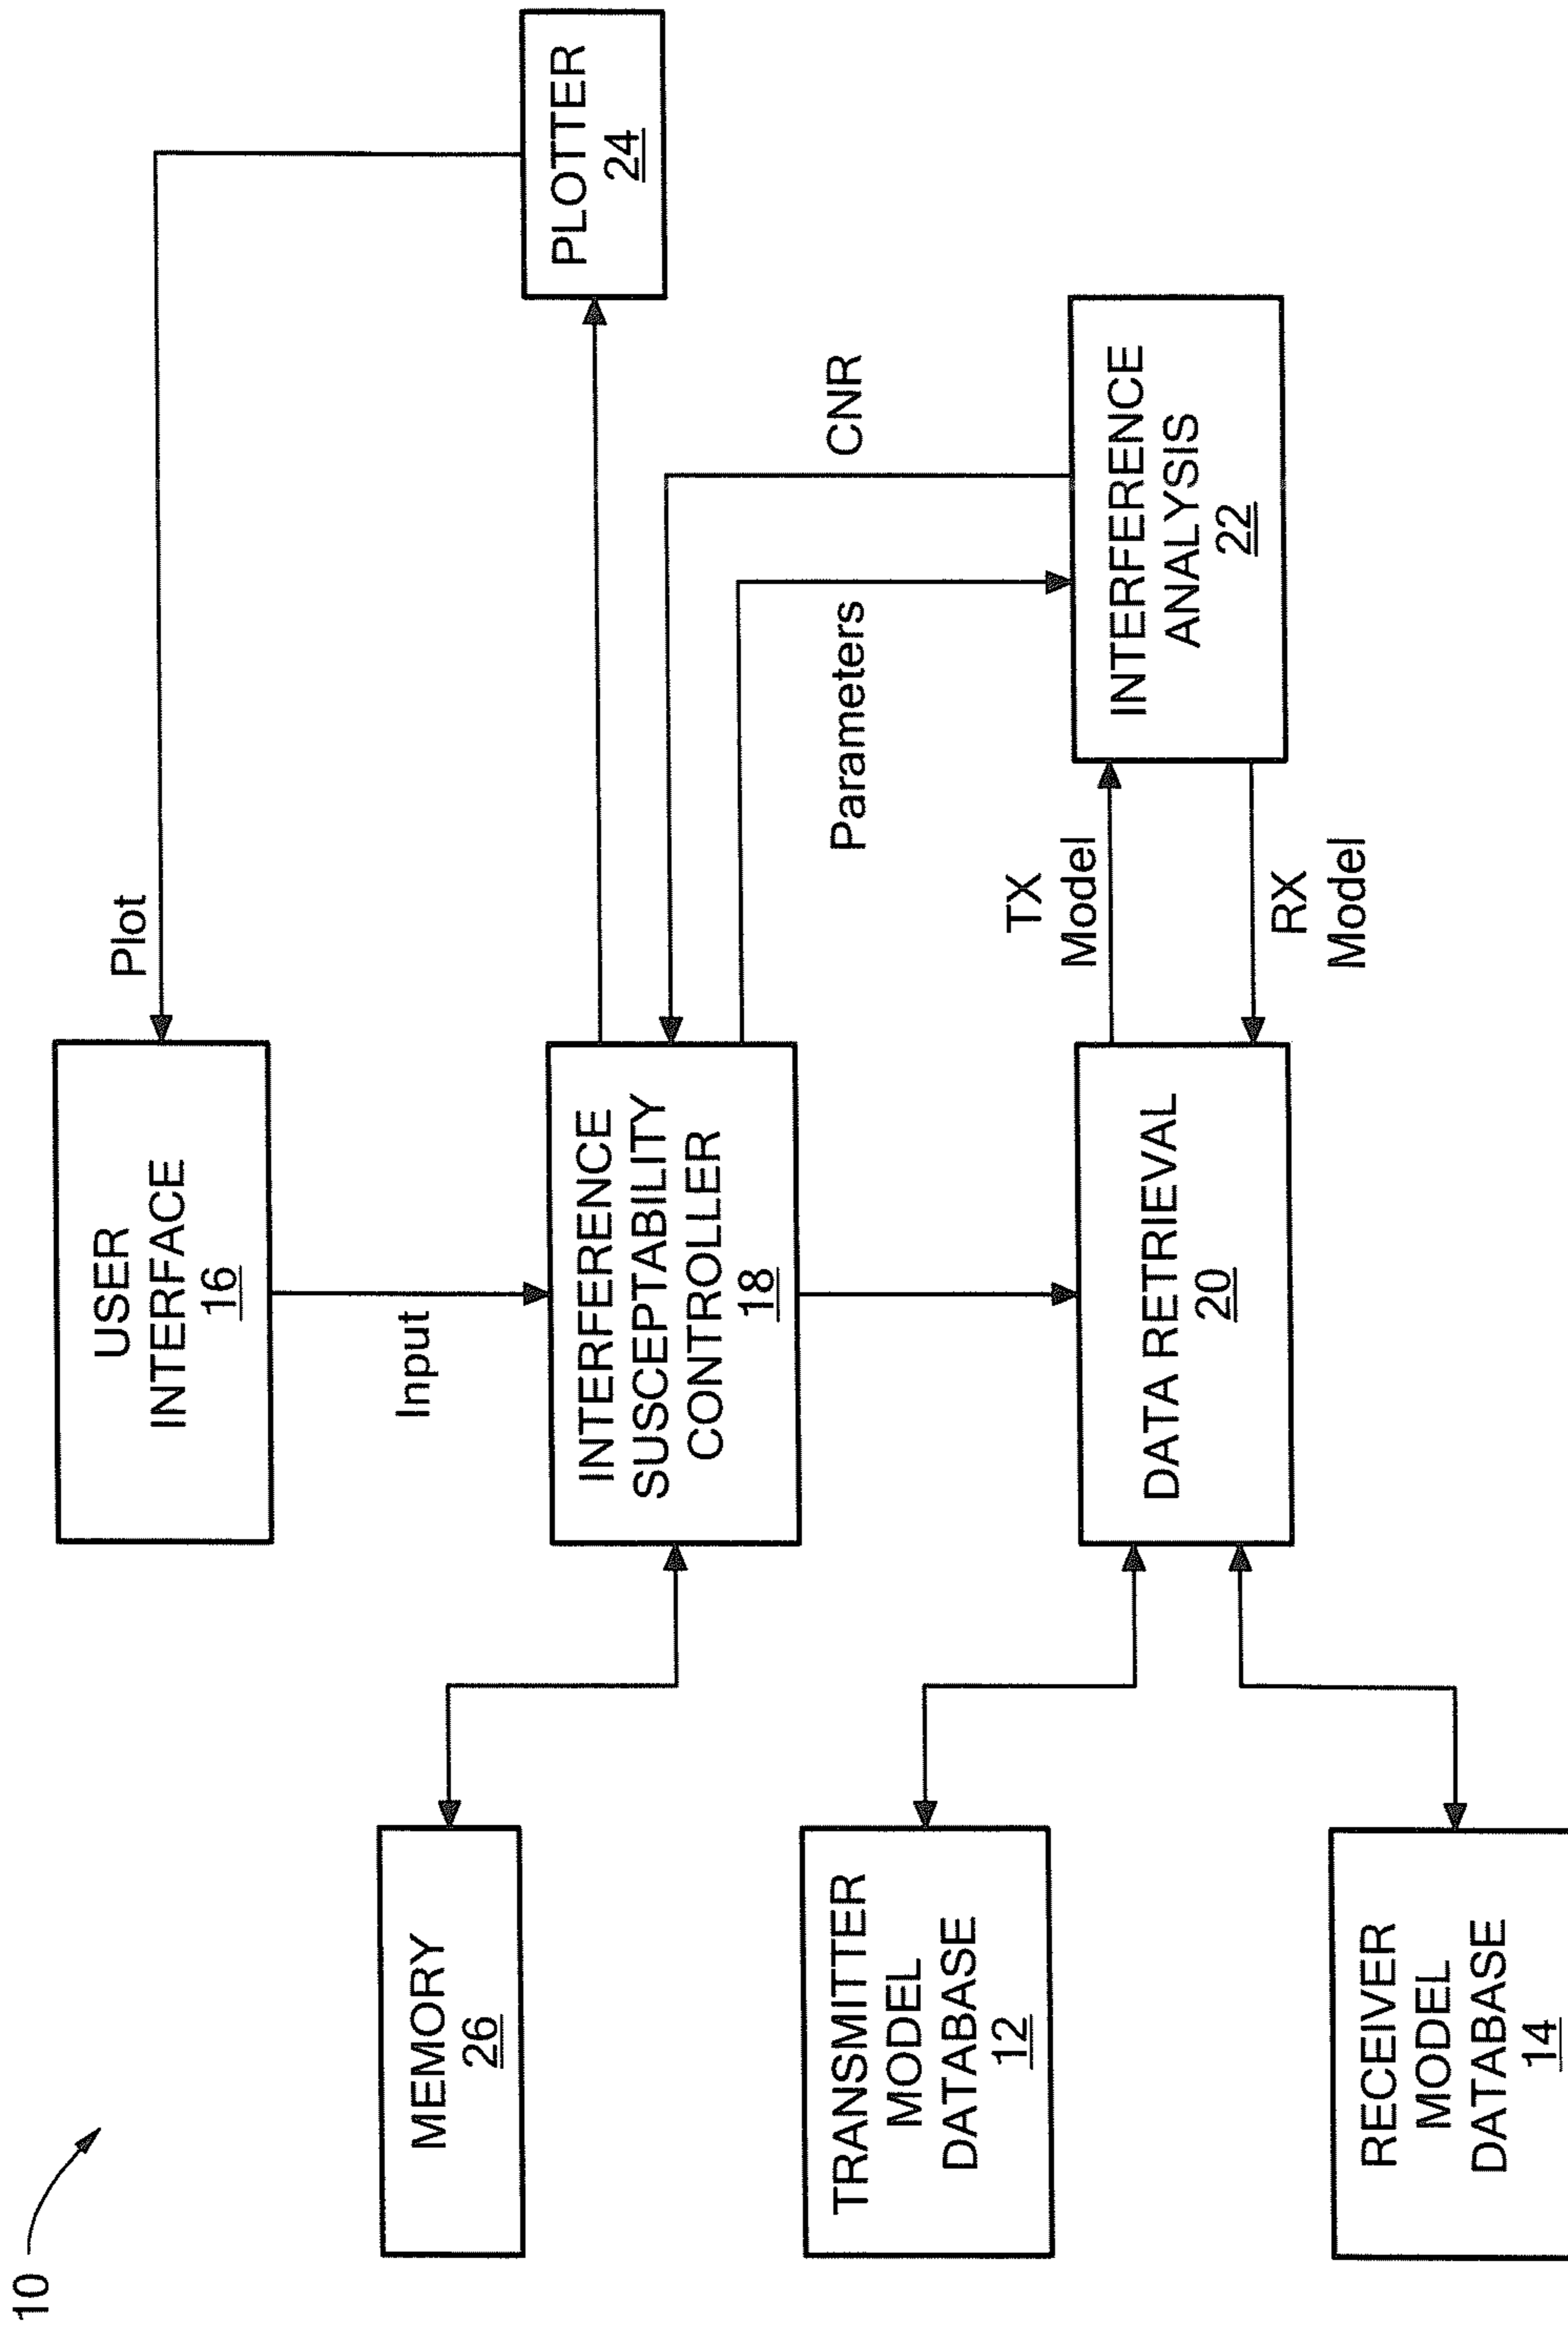 10
USER
INTERFACE
16
Plot
Input
MEMORY
26
INTERFERENCE
SUSCEPTABILITY
CONTROLLER
18
PLOTTER
24
CNR
Parameters
TRANSMITTER
MODEL
DATABASE
12
DATA RETRIEVAL
20
TX
Model
RX
Model
INTERFERENCE
ANALYSIS
22
RECEIVER
MODEL
DATABASE
14